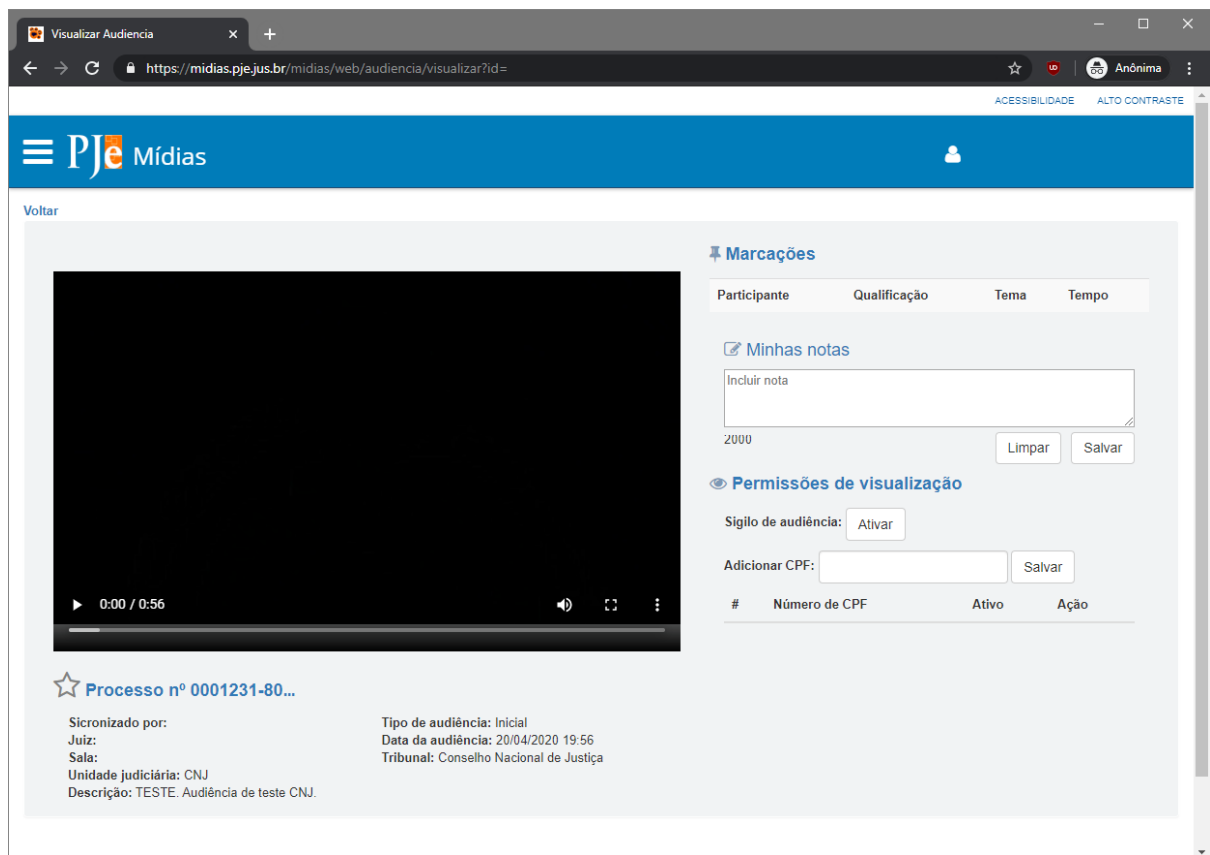 Visualizar Audiencia
https://midias.pje.jus.br/midias/web/audiencia/visualizar?id=
Anônima
ACESSIBILIDADE ALTO CONTRASTE
PJe Mídias
Voltar
Marcações
Participante Qualificação Tema Tempo
Minhas notas
Incluir nota
2000
Limpar Salvar
Permissões de visualização
Sigilo de audiência: Ativar
Adicionar CPF: Salvar
# Número de CPF Ativo Ação
0:00 / 0:56
Processo nº 0001231-80...
Sicronizado por:
Juiz:
Sala:
Unidade judiciária: CNJ
Descrição: TESTE. Audiência de teste CNJ.
Tipo de audiência: Inicial
Data da audiência: 20/04/2020 19:56
Tribunal: Conselho Nacional de Justiça